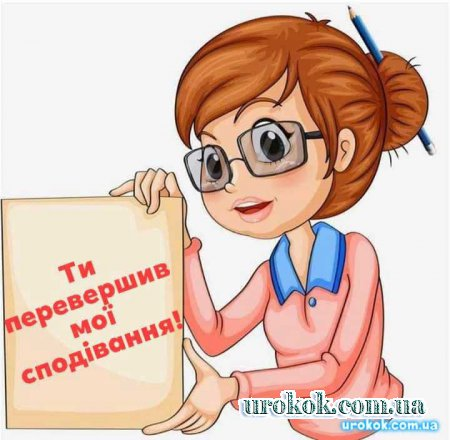 Ти
перевершив
мої
сподівання!
urokok.com.ua
urokok.com.ua